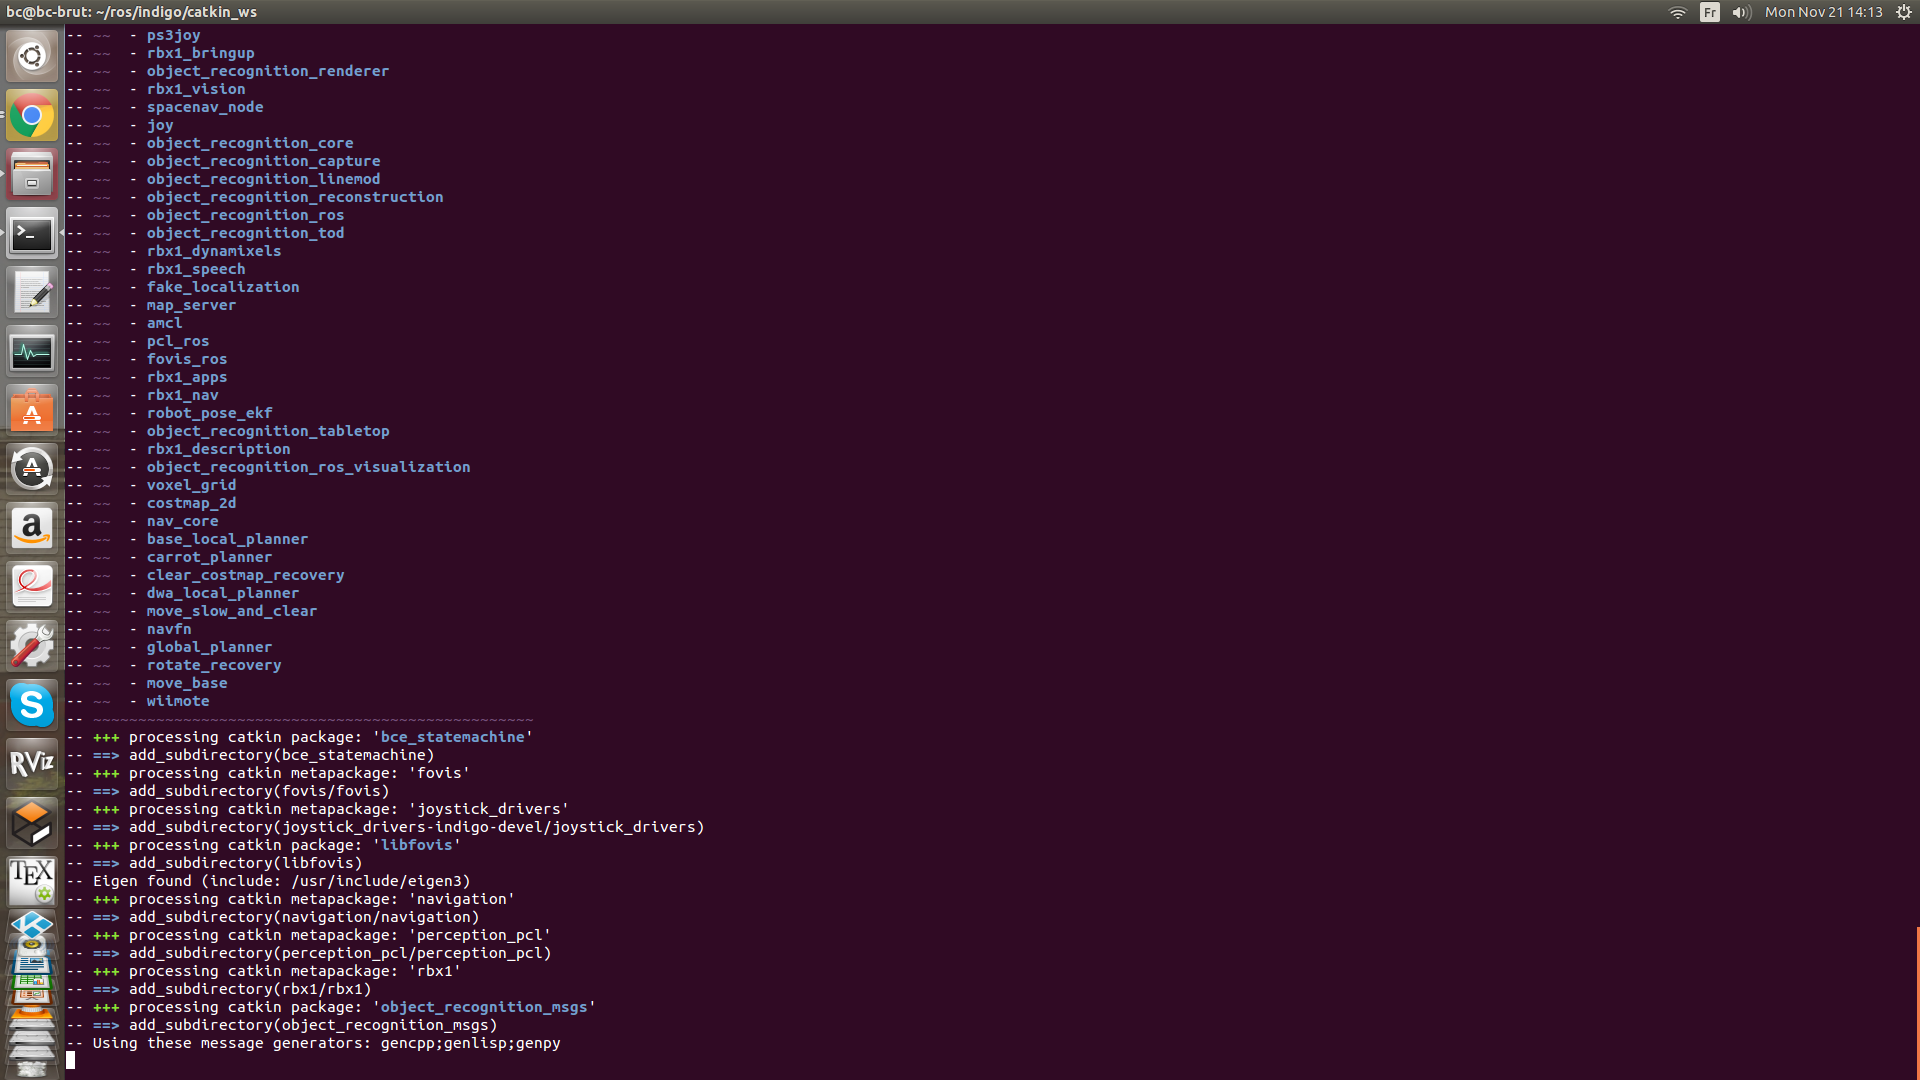 bc@bc-brut: ~/ros/indigo/catkin_ws
Fr
Mon Nov 21 14:13
-- ~~  - ps3joy
-- ~~  - rbx1_bringup
-- ~~  - object_recognition_renderer
-- ~~  - rbx1_vision
-- ~~  - spacenav_node
-- ~~  - joy
-- ~~  - object_recognition_core
-- ~~  - object_recognition_capture
-- ~~  - object_recognition_linemod
-- ~~  - object_recognition_reconstruction
-- ~~  - object_recognition_ros
-- ~~  - object_recognition_tod
-- ~~  - rbx1_dynamixels
-- ~~  - rbx1_speech
-- ~~  - fake_localization
-- ~~  - map_server
-- ~~  - amcl
-- ~~  - pcl_ros
-- ~~  - fovis_ros
-- ~~  - rbx1_apps
-- ~~  - rbx1_nav
-- ~~  - robot_pose_ekf
-- ~~  - object_recognition_tabletop
-- ~~  - rbx1_description
-- ~~  - object_recognition_ros_visualization
-- ~~  - voxel_grid
-- ~~  - costmap_2d
-- ~~  - nav_core
-- ~~  - base_local_planner
-- ~~  - carrot_planner
-- ~~  - clear_costmap_recovery
-- ~~  - dwa_local_planner
-- ~~  - move_slow_and_clear
-- ~~  - navfn
-- ~~  - global_planner
-- ~~  - rotate_recovery
-- ~~  - move_base
-- ~~  - wiimote
-- ~~~~~~~~~~~~~~~~~~~~~~~~~~~~~~~~~~~~~~~~~~~~~~~~~
-- +++ processing catkin package: 'bce_statemachine'
-- ==> add_subdirectory(bce_statemachine)
-- +++ processing catkin metapackage: 'fovis'
-- ==> add_subdirectory(fovis/fovis)
-- +++ processing catkin metapackage: 'joystick_drivers'
-- ==> add_subdirectory(joystick_drivers-indigo-devel/joystick_drivers)
-- +++ processing catkin package: 'libfovis'
-- ==> add_subdirectory(libfovis)
-- Eigen found (include: /usr/include/eigen3)
-- +++ processing catkin metapackage: 'navigation'
-- ==> add_subdirectory(navigation/navigation)
-- +++ processing catkin metapackage: 'perception_pcl'
-- ==> add_subdirectory(perception_pcl/perception_pcl)
-- +++ processing catkin metapackage: 'rbx1'
-- ==> add_subdirectory(rbx1/rbx1)
-- +++ processing catkin package: 'object_recognition_msgs'
-- ==> add_subdirectory(object_recognition_msgs)
-- Using these message generators: gencpp;genlisp;genpy
>_
A
A
a
S
RViz
TEX